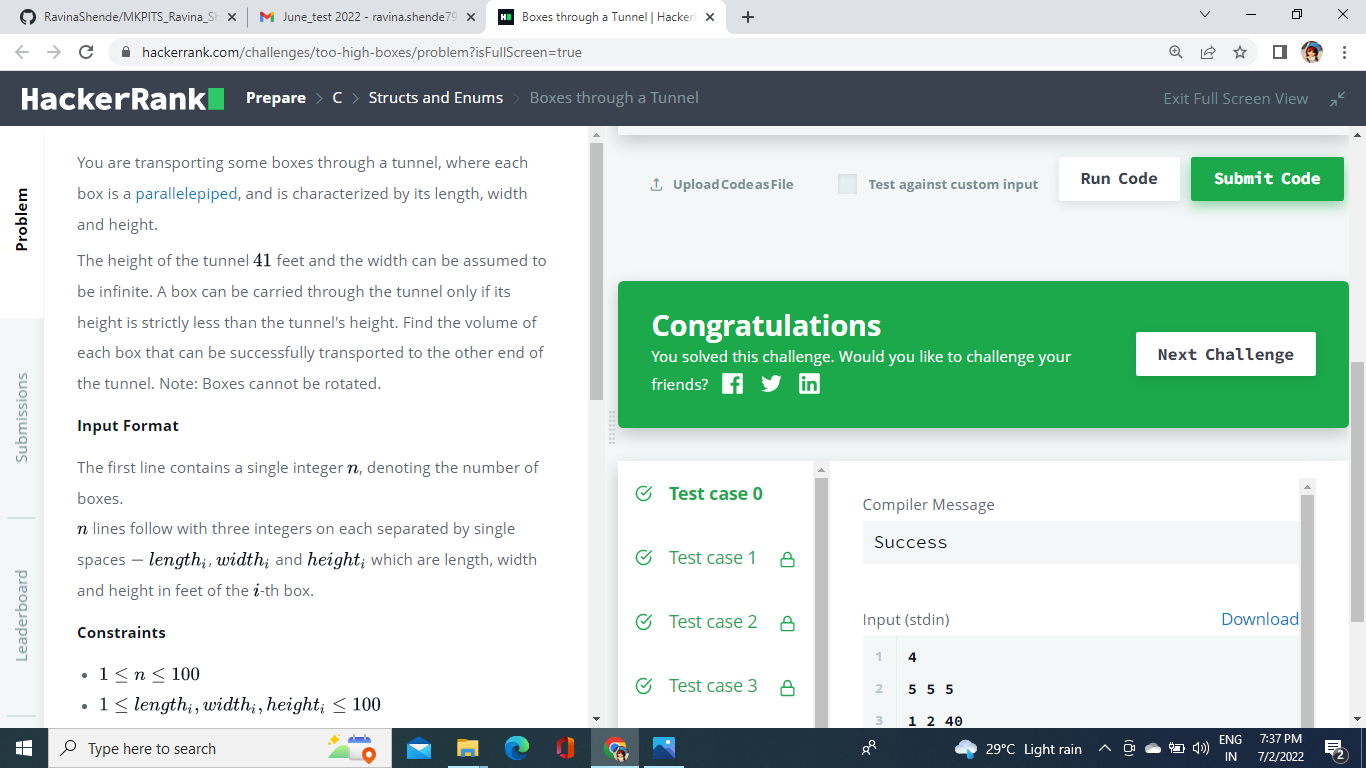 RavinaShende/MKPITS_Ravina_Sh
June_test 2022 - ravina.shende79
Boxes through a Tunnel | Hacker
hackerrank.com/challenges/too-high-boxes/problem?isFullScreen=true
HackerRank Prepare > C > Structs and Enums > Boxes through a Tunnel
Exit Full Screen View
Problem
Submissions
Leaderboard
You are transporting some boxes through a tunnel, where each
box is a parallelepiped, and is characterized by its length, width
and height.
The height of the tunnel 41 feet and the width can be assumed to
be infinite. A box can be carried through the tunnel only if its
height is strictly less than the tunnel's height. Find the volume of
each box that can be successfully transported to the other end of
the tunnel. Note: Boxes cannot be rotated.
Input Format
The first line contains a single integer n, denoting the number of
boxes.
n lines follow with three integers on each separated by single
spaces − lengthᵢ, widthᵢ and heightᵢ which are length, width
and height in feet of the i-th box.
Constraints
• 1 ≤ n ≤ 100
• 1 ≤ lengthᵢ, widthᵢ, heightᵢ ≤ 100
Upload Code as File
Test against custom input
Run Code
Submit Code
Congratulations
You solved this challenge. Would you like to challenge your
friends?
Next Challenge
Test case 0
Test case 1
Test case 2
Test case 3
Compiler Message
Success
Input (stdin)
Download
1 4
2 5 5 5
3 1 2 40
Type here to search
29°C Light rain
ENG
IN
7:37 PM
7/2/2022
2